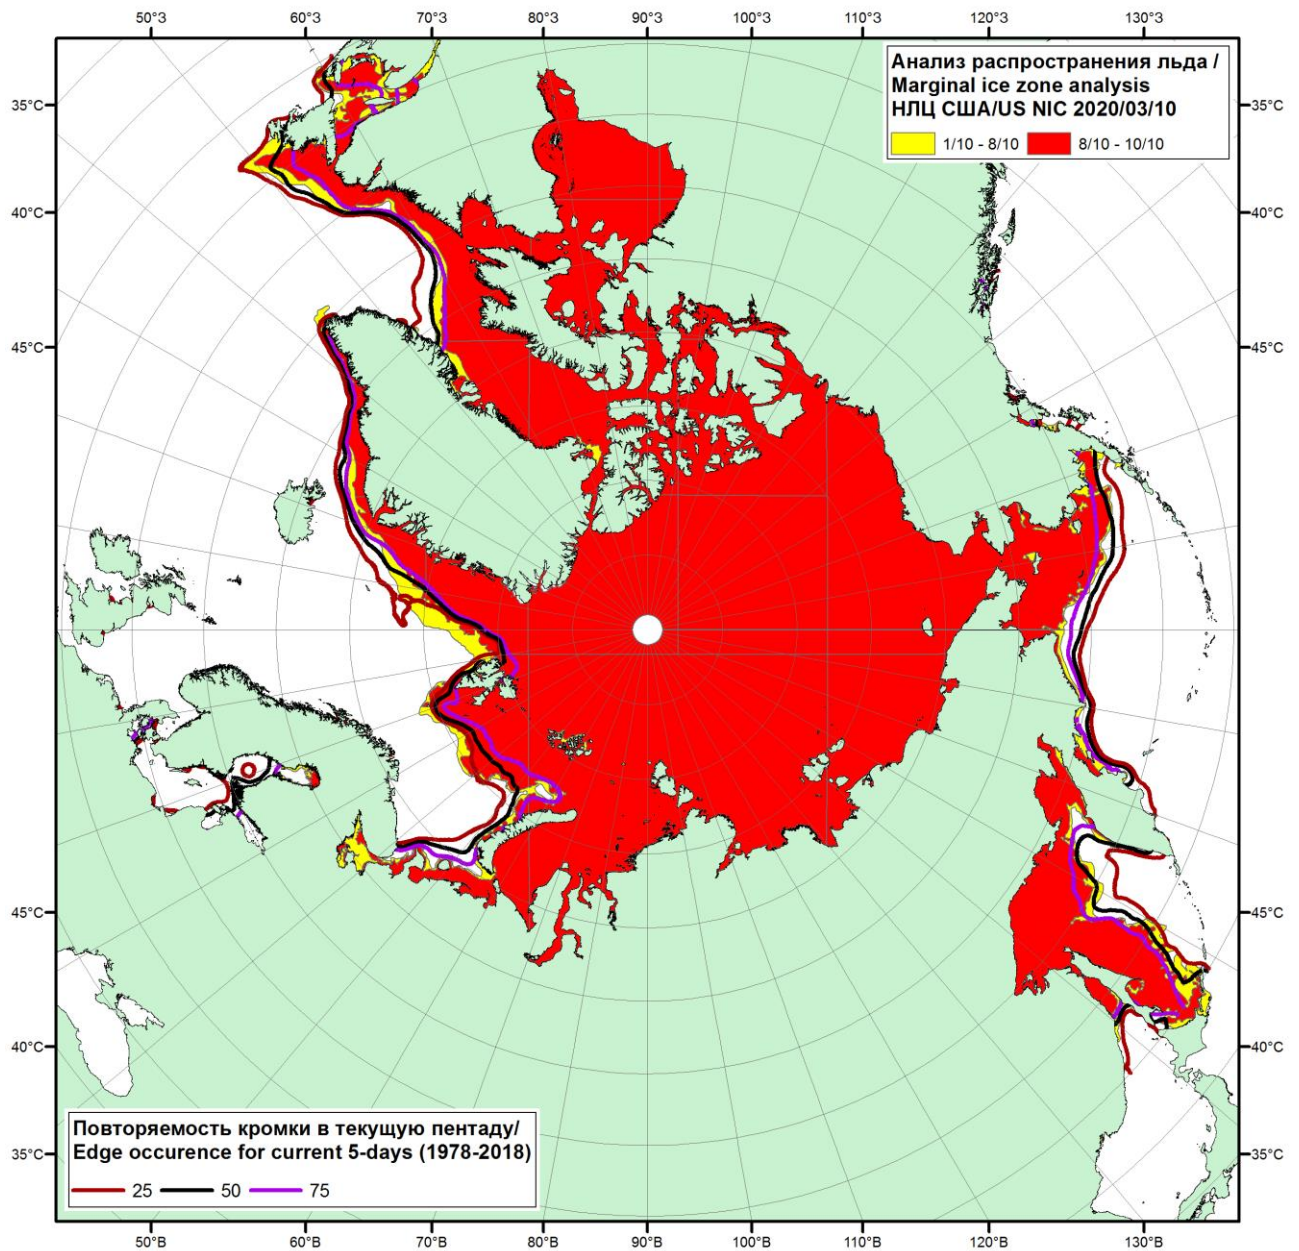 50°З 60°З 70°З 80°З 90°З 100°З 110°З 120°З 130°З
Анализ распространения льда /
Marginal ice zone analysis
НЛЦ США/US NIC 2020/03/10
1/10 - 8/10 8/10 - 10/10
35°С 35°С
40°С 40°С
45°С 45°С
45°С 45°С
40°С 40°С
Повторяемость кромки в текущую пентаду/
Edge occurence for current 5-days (1978-2018)
25 50 75
35°С 35°С
50°В 60°В 70°В 80°В 90°В 100°В 110°В 120°В 130°В